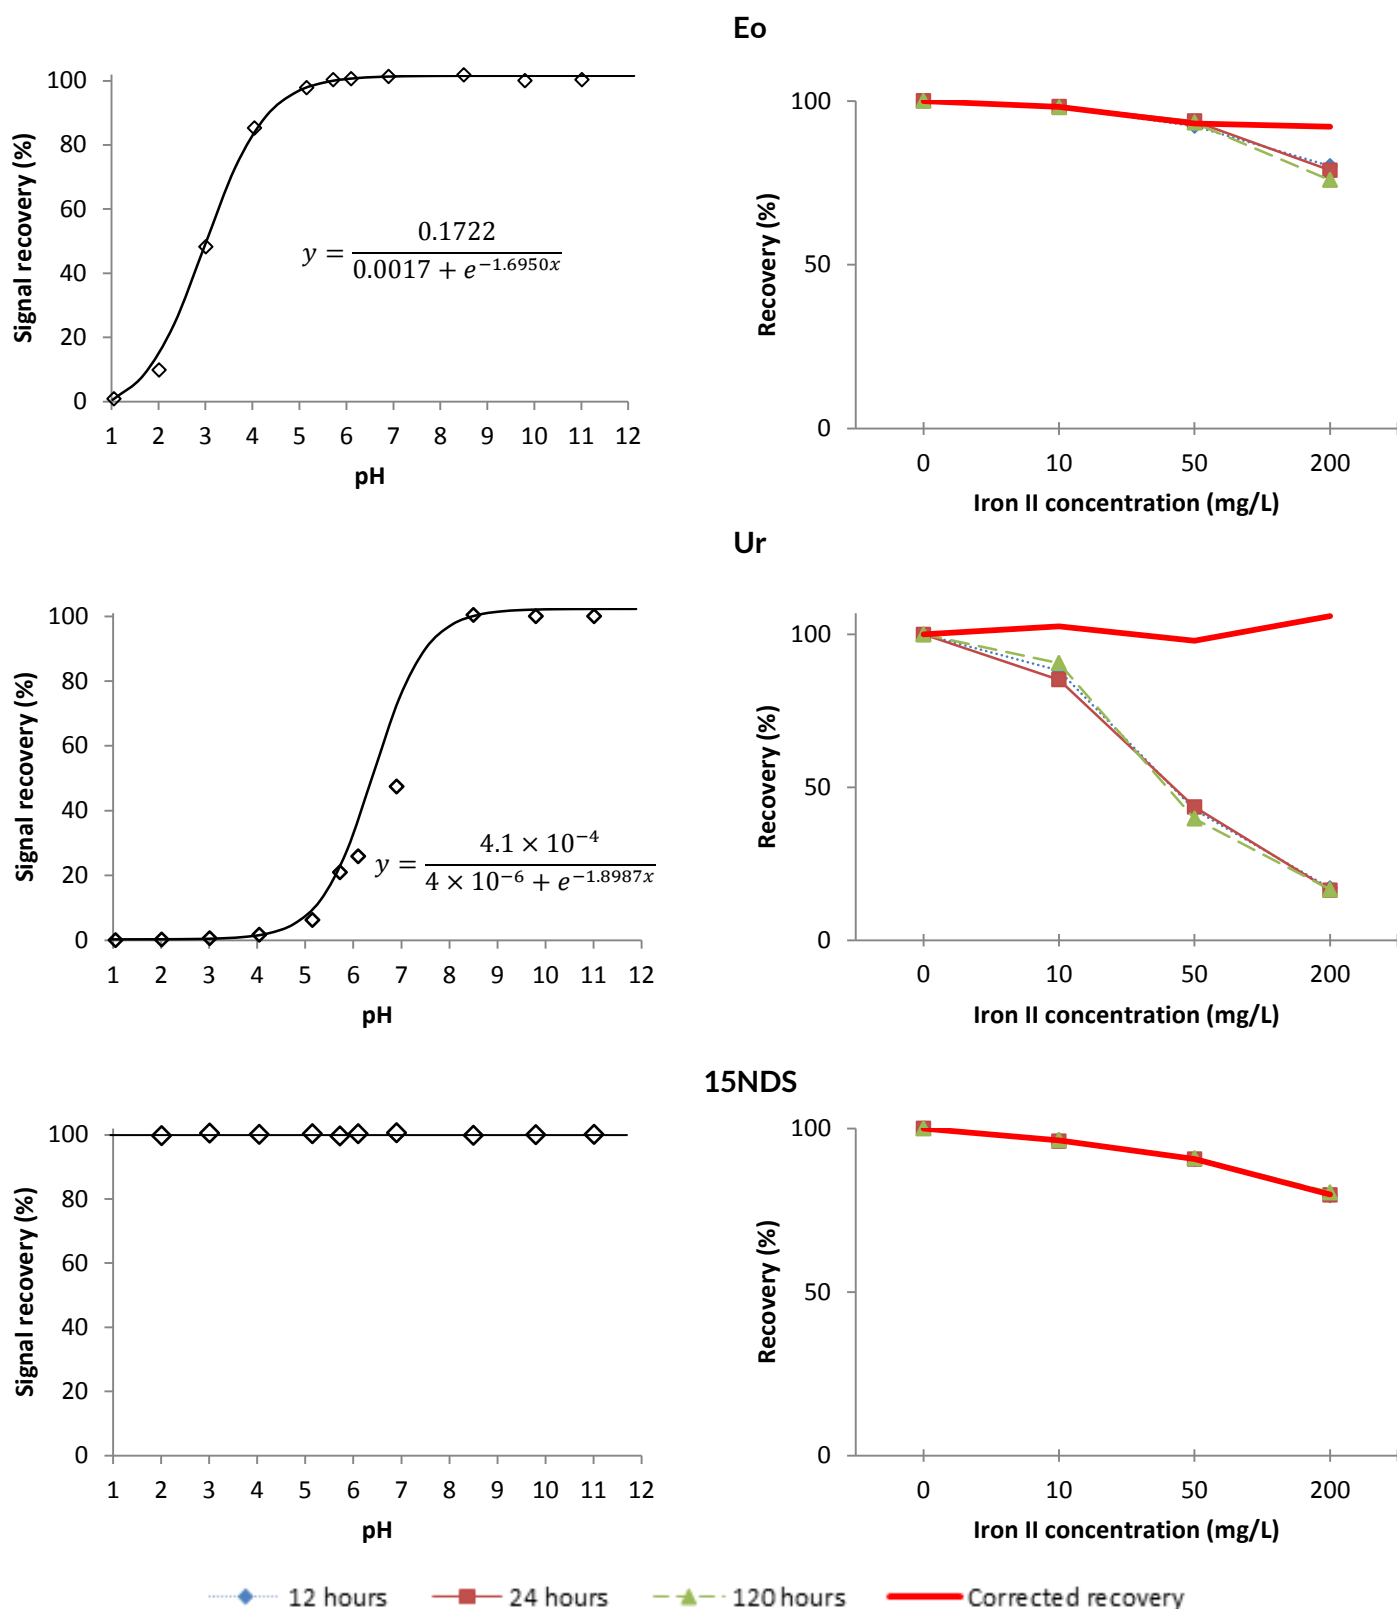 Eo
Signal recovery (%)
100
80
60
40
20
0
1 2 3 4 5 6 7 8 9 10 11 12
pH
y = 0.1722 / 0.0017 + e^−1.6950x
Recovery (%)
100
50
0
0 10 50 200
Iron II concentration (mg/L)
Ur
Signal recovery (%)
100
80
60
40
20
0
1 2 3 4 5 6 7 8 9 10 11 12
pH
y = 4.1 × 10^−4 / 4 × 10^−6 + e^−1.8987x
Recovery (%)
100
50
0
0 10 50 200
Iron II concentration (mg/L)
15NDS
Signal recovery (%)
100
80
60
40
20
0
1 2 3 4 5 6 7 8 9 10 11 12
pH
Recovery (%)
100
50
0
0 10 50 200
Iron II concentration (mg/L)
12 hours 24 hours 120 hours Corrected recovery